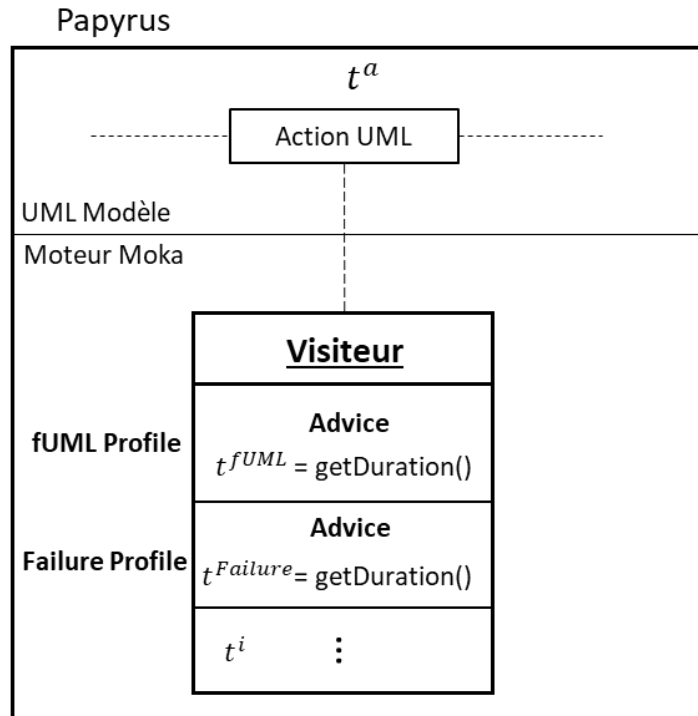 Papyrus
t^a
Action UML
UML Modèle
Moteur Moka
Visiteur
Advice
fUML Profile
t^{fUML} = getDuration()
Advice
Failure Profile
t^{Failure}= getDuration()
t^i ⋮